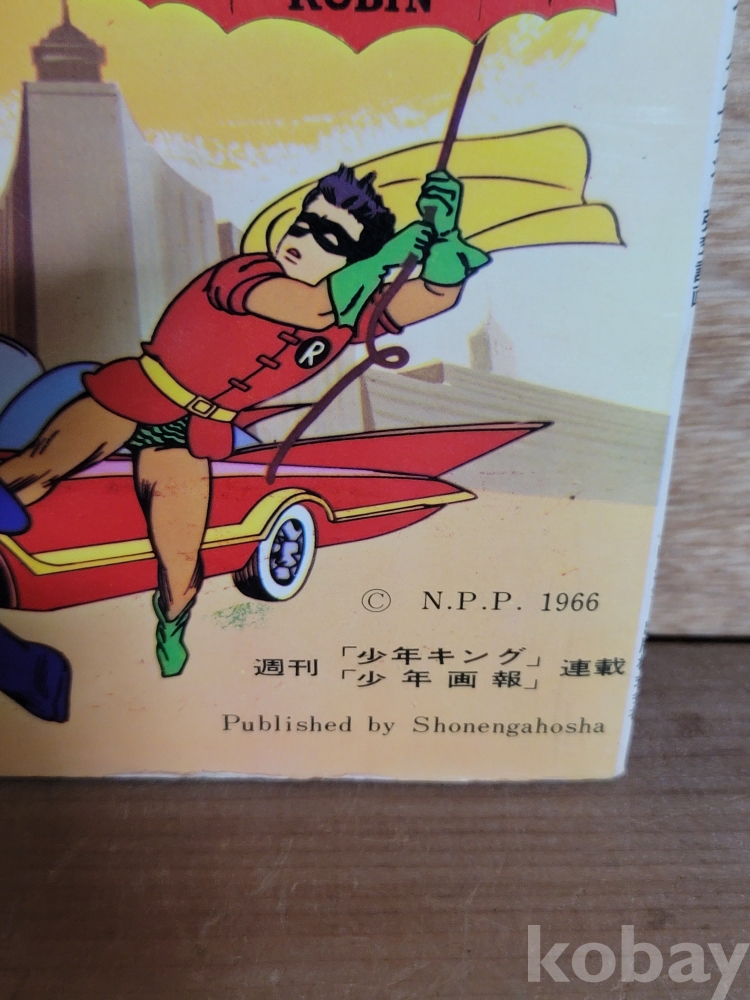 ROBIN
R
© N.P.P. 1966
週刊「少年キング」連載
「少年画報」
Published by Shonengahosha
kobay